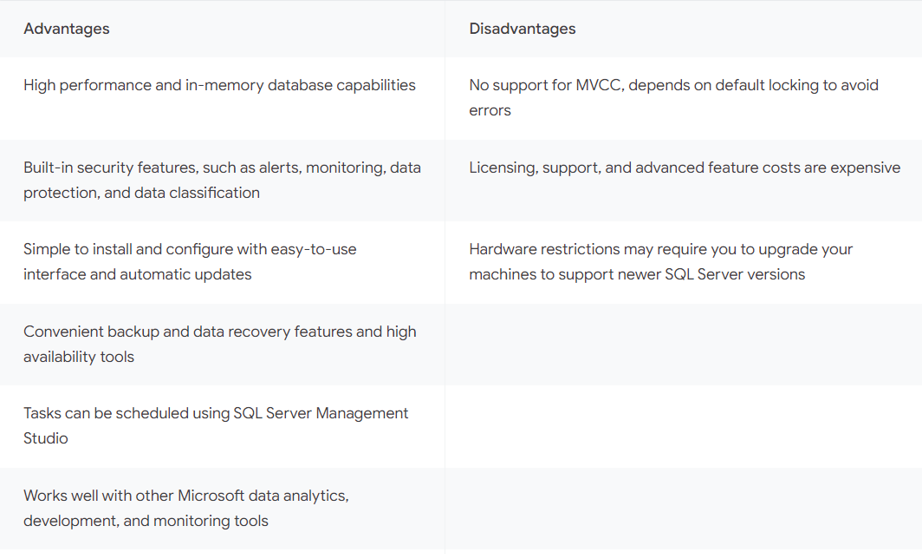 Advantages
Disadvantages
High performance and in-memory database capabilities
No support for MVCC, depends on default locking to avoid
errors
Built-in security features, such as alerts, monitoring, data
protection, and data classification
Licensing, support, and advanced feature costs are expensive
Simple to install and configure with easy-to-use
interface and automatic updates
Hardware restrictions may require you to upgrade your
machines to support newer SQL Server versions
Convenient backup and data recovery features and high
availability tools
Tasks can be scheduled using SQL Server Management
Studio
Works well with other Microsoft data analytics,
development, and monitoring tools